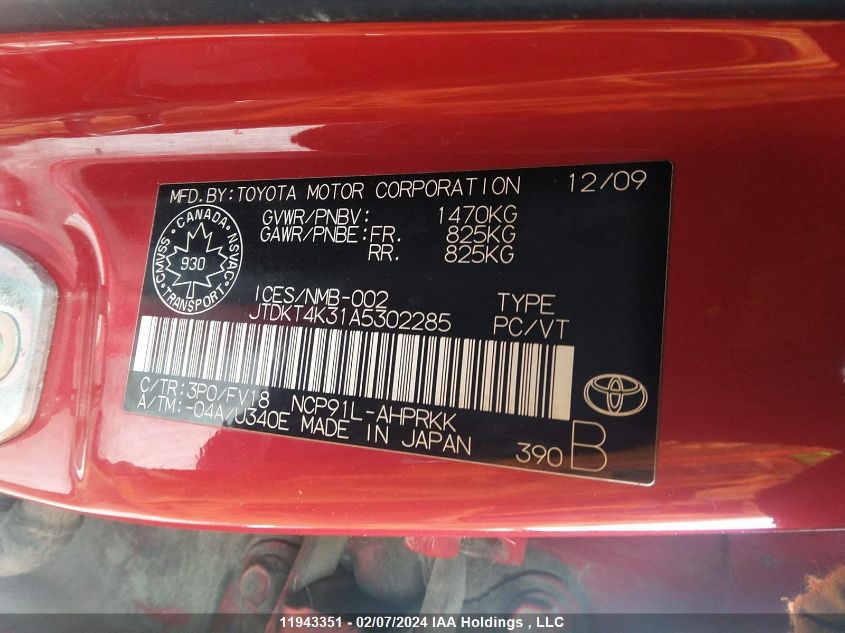 MFD.BY:TOYOTA MOTOR CORPORATION 12/09
GVWR/PNBV: 1470KG
GAWR/PNBE:FR. 825KG
RR. 825KG
CANADA
CMVSS NSVAC
930
TRANSPORT
ICES/NMB-002 TYPE
JTDKT4K31A5302285 PC/VT
C/TR:3P0/FV18 NCP91L-AHPRKK
A/TM:-04A/U340E MADE IN JAPAN
390 B
11943351 - 02/07/2024 IAA Holdings , LLC